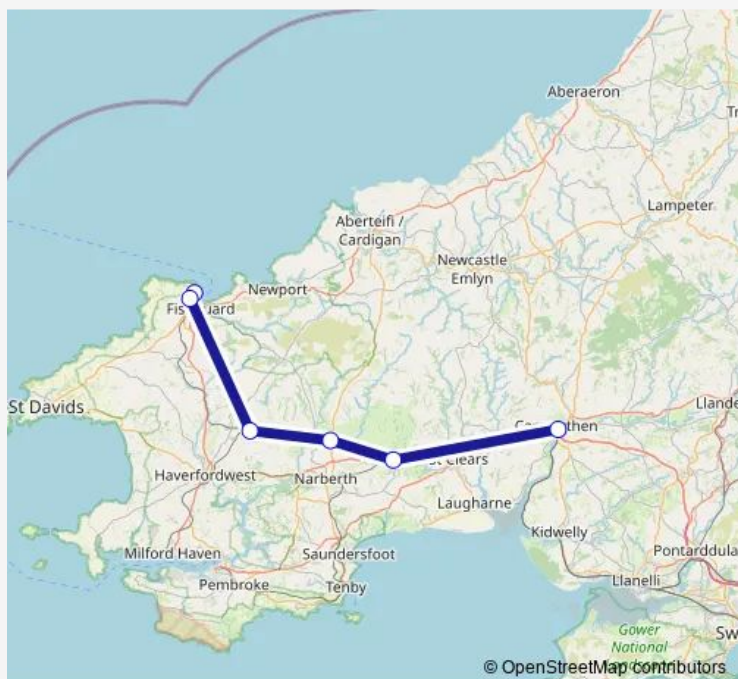 Aberaeron
Lampeter
Aberteifi /
Cardigan
Newcastle
Emlyn
Newport
St Davids
Haverfordwest
Narberth
Laugharne
Kidwelly
Milford Haven
Saundersfoot
Pembroke
Tenby
Llanelli
Gower
National
© OpenStreetMap contributors